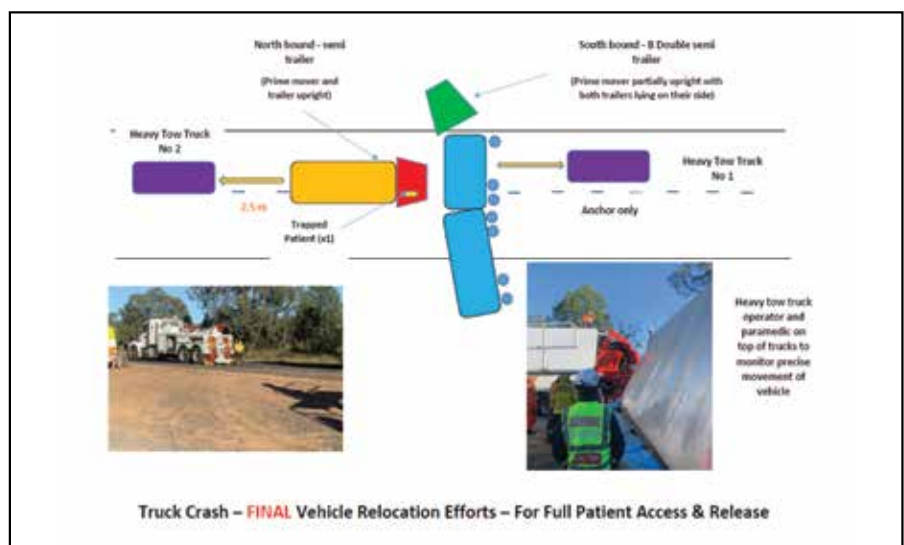 North bound - semi
trailer
(Prime mover and
trailer upright)
South bound - B Double semi
trailer
(Prime mover partially upright with
both trailers lying on their side)
Heavy Tow Truck
No 2
Heavy Tow Truck
No 1
2.5 m
Anchor only
Trapped
Patient (x1)
Heavy tow truck
operator and
paramedic on
top of trucks to
monitor precise
movement of
vehicle
Truck Crash – FINAL Vehicle Relocation Efforts – For Full Patient Access & Release